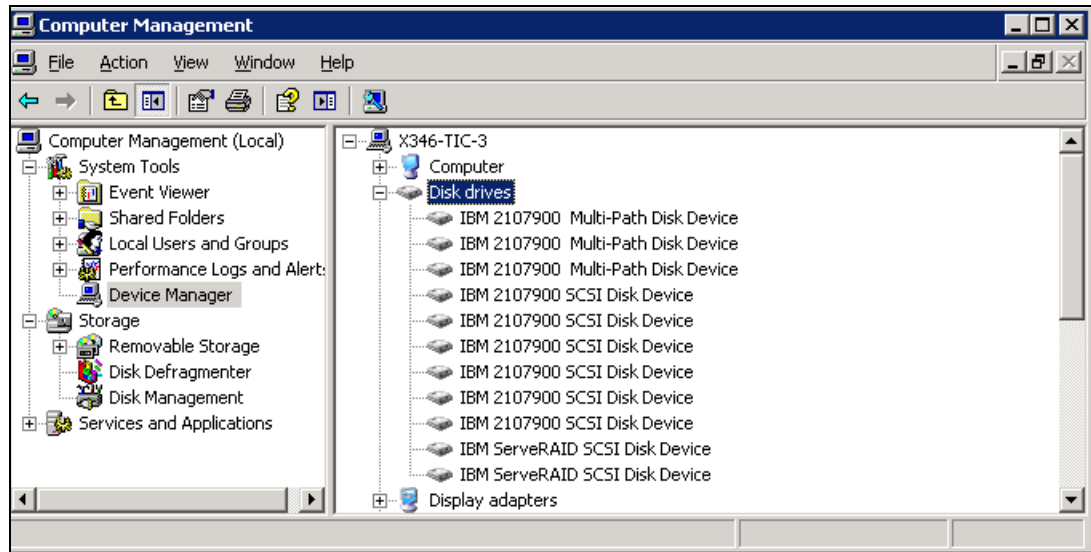 Computer Management
File Action View Window Help
Computer Management (Local)
System Tools
Event Viewer
Shared Folders
Local Users and Groups
Performance Logs and Alert
Device Manager
Storage
Removable Storage
Disk Defragmenter
Disk Management
Services and Applications
X346-TIC-3
Computer
Disk drives
IBM 2107900 Multi-Path Disk Device
IBM 2107900 Multi-Path Disk Device
IBM 2107900 Multi-Path Disk Device
IBM 2107900 SCSI Disk Device
IBM 2107900 SCSI Disk Device
IBM 2107900 SCSI Disk Device
IBM 2107900 SCSI Disk Device
IBM 2107900 SCSI Disk Device
IBM 2107900 SCSI Disk Device
IBM ServeRAID SCSI Disk Device
IBM ServeRAID SCSI Disk Device
Display adapters